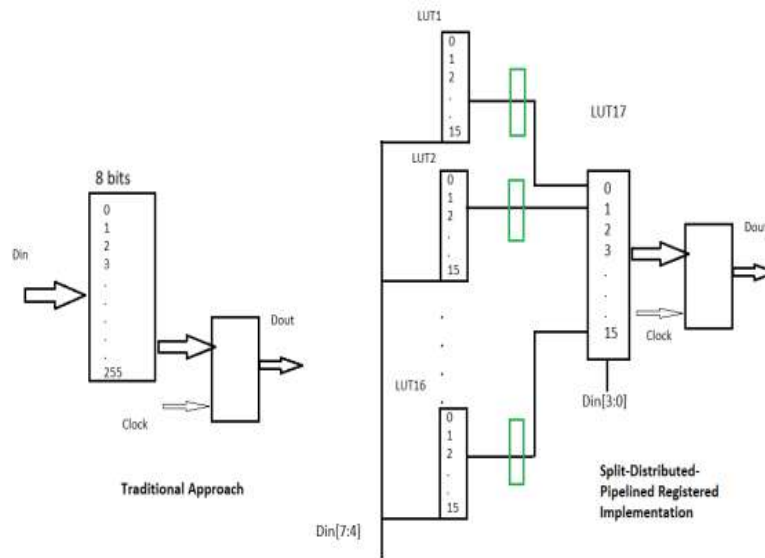 8 bits
0
1
2
3
.
.
.
.
.
255
Din
Dout
Clock
Traditional Approach
LUT1
0
1
2
.
.
15
LUT2
0
1
2
.
.
15
.
.
.
.
.
LUT16
0
1
2
.
.
15
Din[7:4]
LUT17
0
1
2
3
.
.
.
15
Din[3:0]
Dout
Clock
Split-Distributed-
Pipelined Registered
Implementation